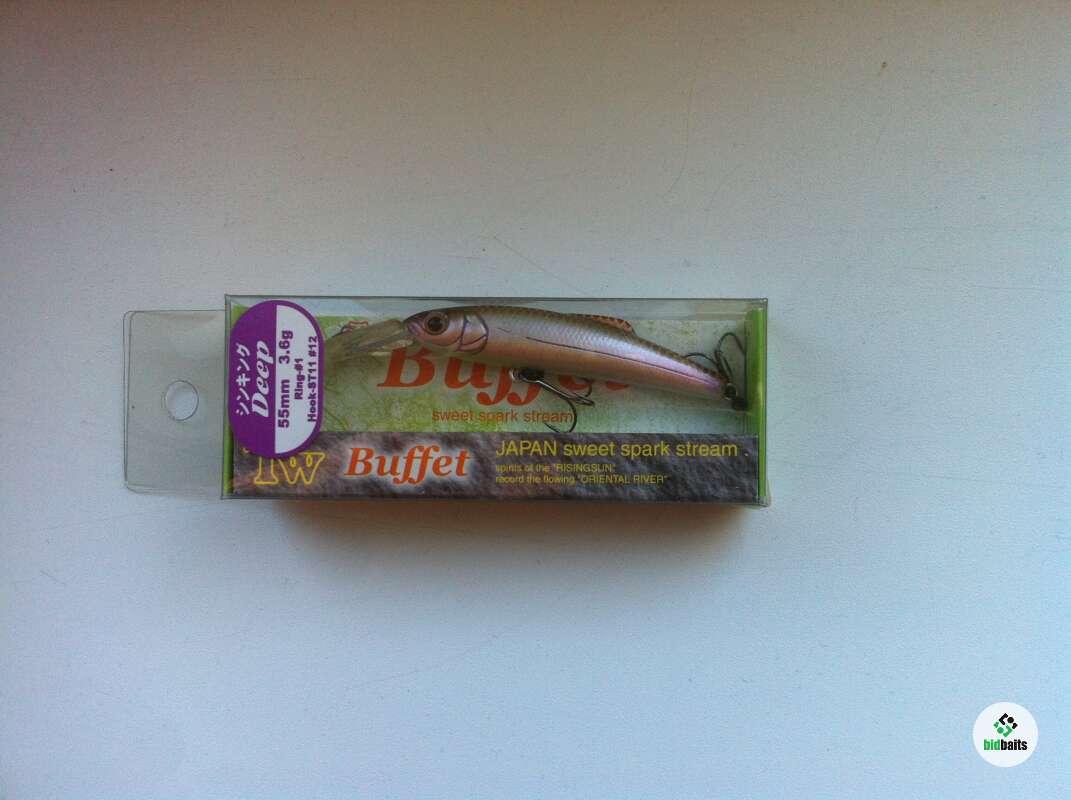 シンキング
Deep
55mm 3.6g
Ring-#1
Hook-ST11 #12
Buffet
sweet spark stream
TW
Buffet
JAPAN sweet spark stream
spirits of the "RISINGSUN"
record the flowing "ORIENTAL RIVER"
bidbaits